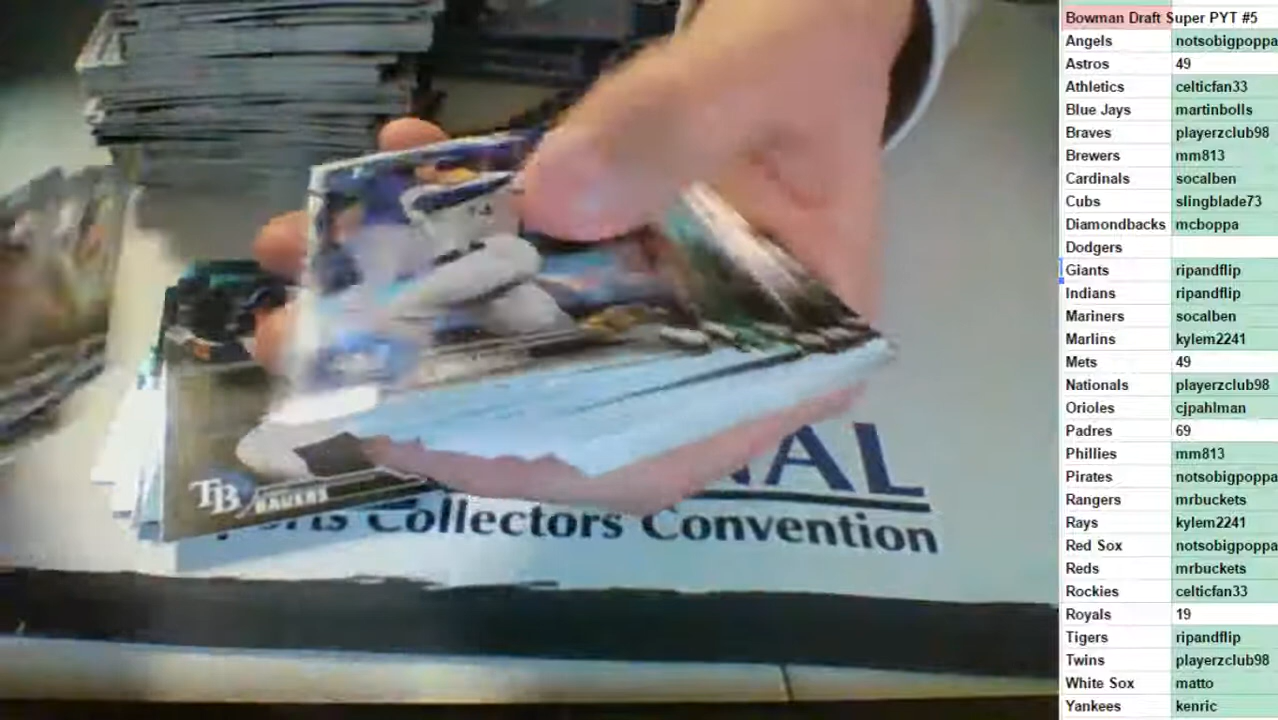 Bowman Draft Super PYT #5
Angels notsobigpoppa
Astros 49
Athletics celticfan33
Blue Jays martinbolls
Braves playerzclub98
Brewers mm813
Cardinals socalben
Cubs slingblade73
Diamondbacks mcboppa
Dodgers
Giants ripandflip
Indians ripandflip
Mariners socalben
Marlins kylem2241
Mets 49
Nationals playerzclub98
Orioles cjpahlman
Padres 69
Phillies mm813
Pirates notsobigpoppa
Rangers mrbuckets
Rays kylem2241
Red Sox notsobigpoppa
Reds mrbuckets
Rockies celticfan33
Royals 19
Tigers ripandflip
Twins playerzclub98
White Sox matto
Yankees kenric
TB
BAUERS
NAL
rts Collectors Convention